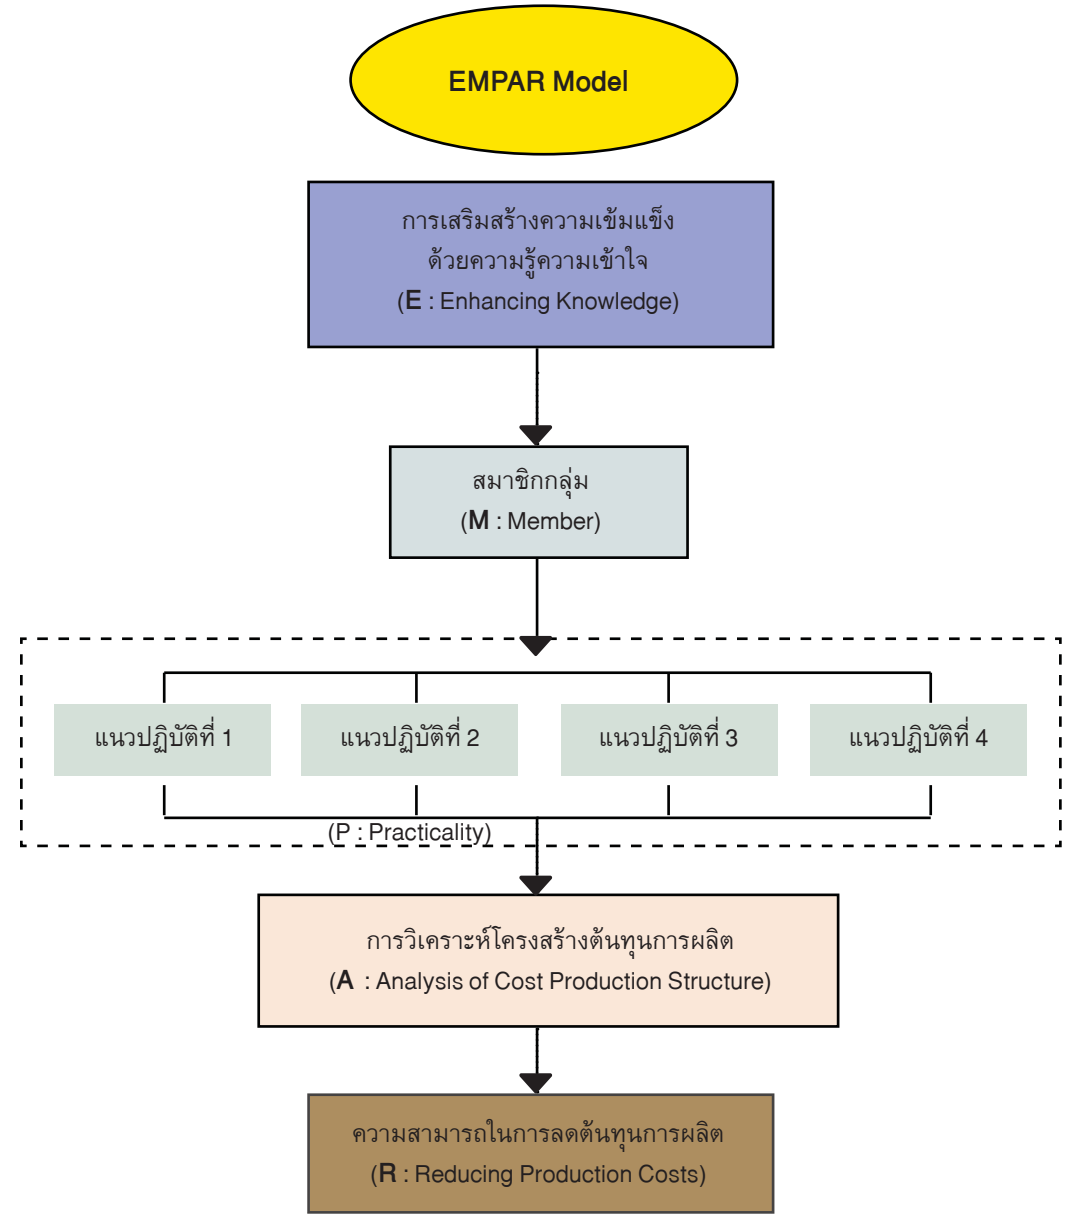 EMPAR Model
การเสริมสร้างความเข้มแข็ง
ด้วยความรู้ความเข้าใจ
(E : Enhancing Knowledge)
สมาชิกกลุ่ม
(M : Member)
แนวปฏิบัติที่ 1
แนวปฏิบัติที่ 2
แนวปฏิบัติที่ 3
แนวปฏิบัติที่ 4
(P : Practicality)
การวิเคราะห์โครงสร้างต้นทุนการผลิต
(A : Analysis of Cost Production Structure)
ความสามารถในการลดต้นทุนการผลิต
(R : Reducing Production Costs)